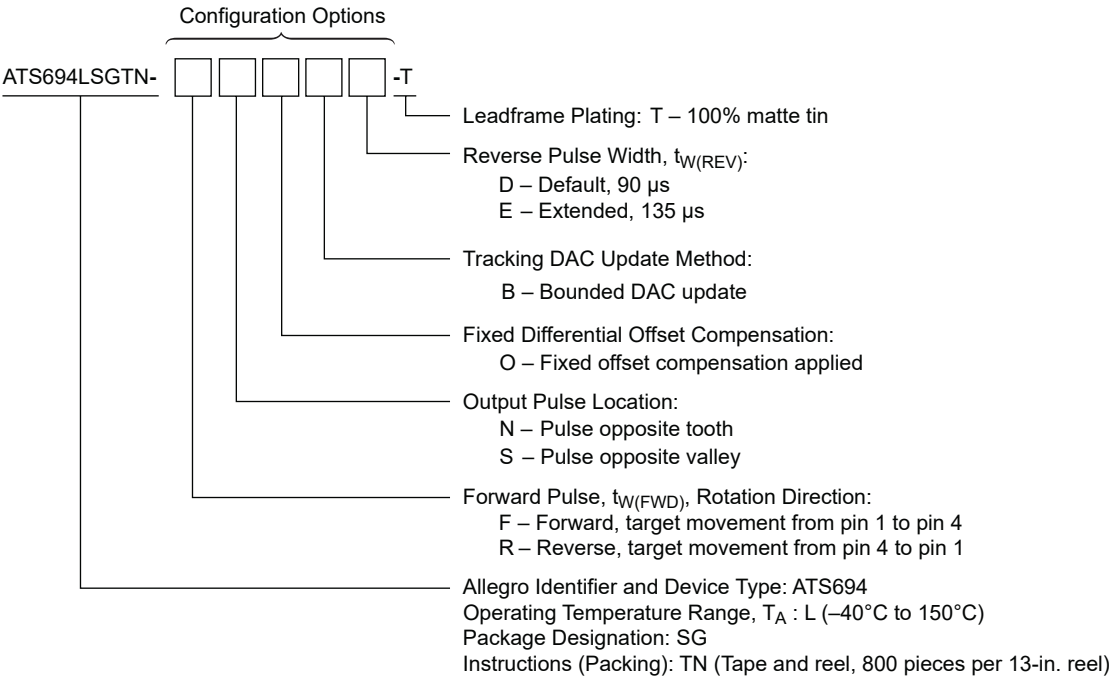 Configuration Options
ATS694LSGTN- -T
Leadframe Plating: T – 100% matte tin
Reverse Pulse Width, tW(REV):
D – Default, 90 µs
E – Extended, 135 µs
Tracking DAC Update Method:
B – Bounded DAC update
Fixed Differential Offset Compensation:
O – Fixed offset compensation applied
Output Pulse Location:
N – Pulse opposite tooth
S – Pulse opposite valley
Forward Pulse, tW(FWD), Rotation Direction:
F – Forward, target movement from pin 1 to pin 4
R – Reverse, target movement from pin 4 to pin 1
Allegro Identifier and Device Type: ATS694
Operating Temperature Range, TA : L (–40°C to 150°C)
Package Designation: SG
Instructions (Packing): TN (Tape and reel, 800 pieces per 13-in. reel)